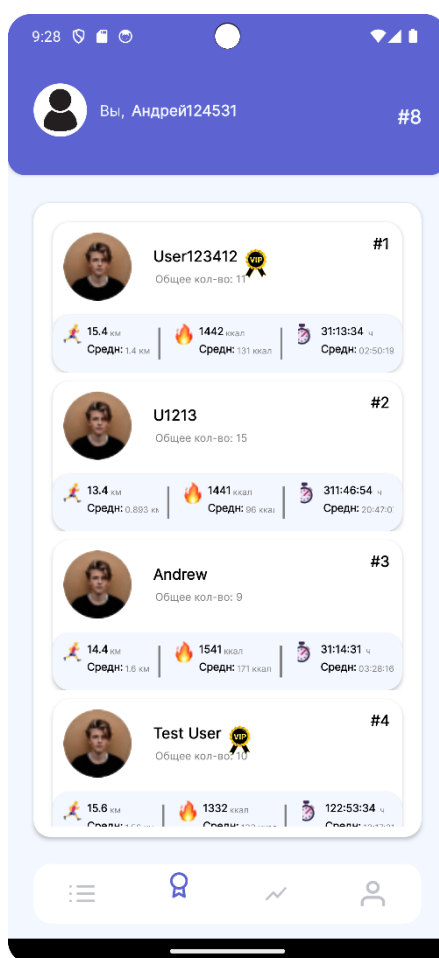 9:28
Вы, Андрей124531
#8
User123412 VIP #1
Общее кол-во: 11
15.4 км 1442 ккал 31:13:34 ч
Средн: 1.4 км Средн: 131 ккал Средн: 02:50:19
U1213 #2
Общее кол-во: 15
13.4 км 1441 ккал 311:46:54 ч
Средн: 0.893 км Средн: 96 ккал Средн: 20:47:0
Andrew #3
Общее кол-во: 9
14.4 км 1541 ккал 31:14:31 ч
Средн: 1.6 км Средн: 171 ккал Средн: 03:28:16
Test User VIP #4
Общее кол-во: 10
15.6 км 1332 ккал 122:53:34 ч
Средн: Средн: Средн: